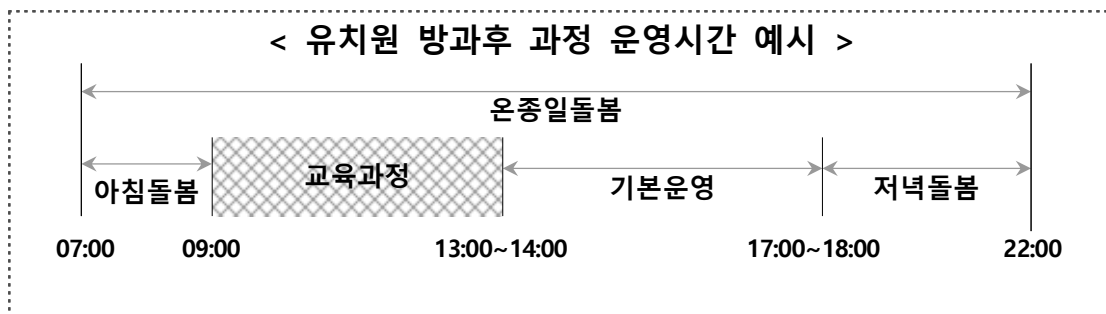 < 유치원 방과후 과정 운영시간 예시 >
온종일돌봄
아침돌봄 교육과정 기본운영 저녁돌봄
07:00 09:00 13:00~14:00 17:00~18:00 22:00